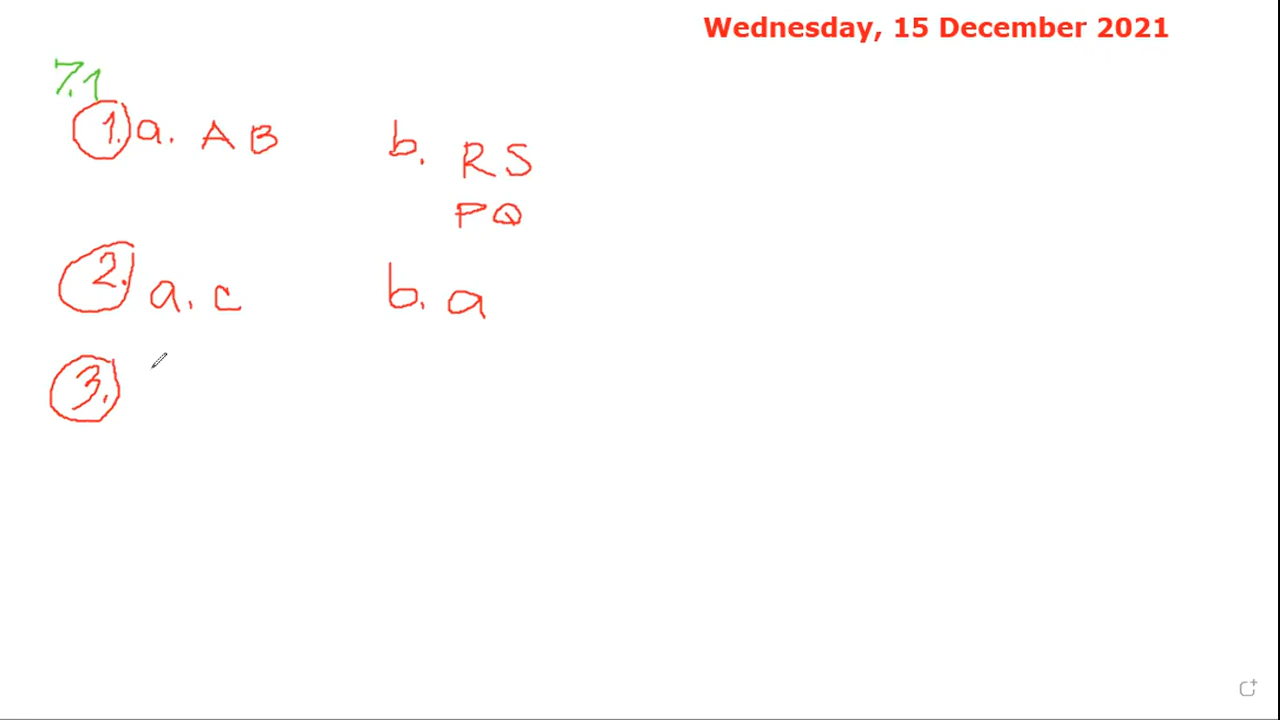 Wednesday, 15 December 2021
7.1
1. a. AB b. RS
PQ
2. a. c b. a
3.